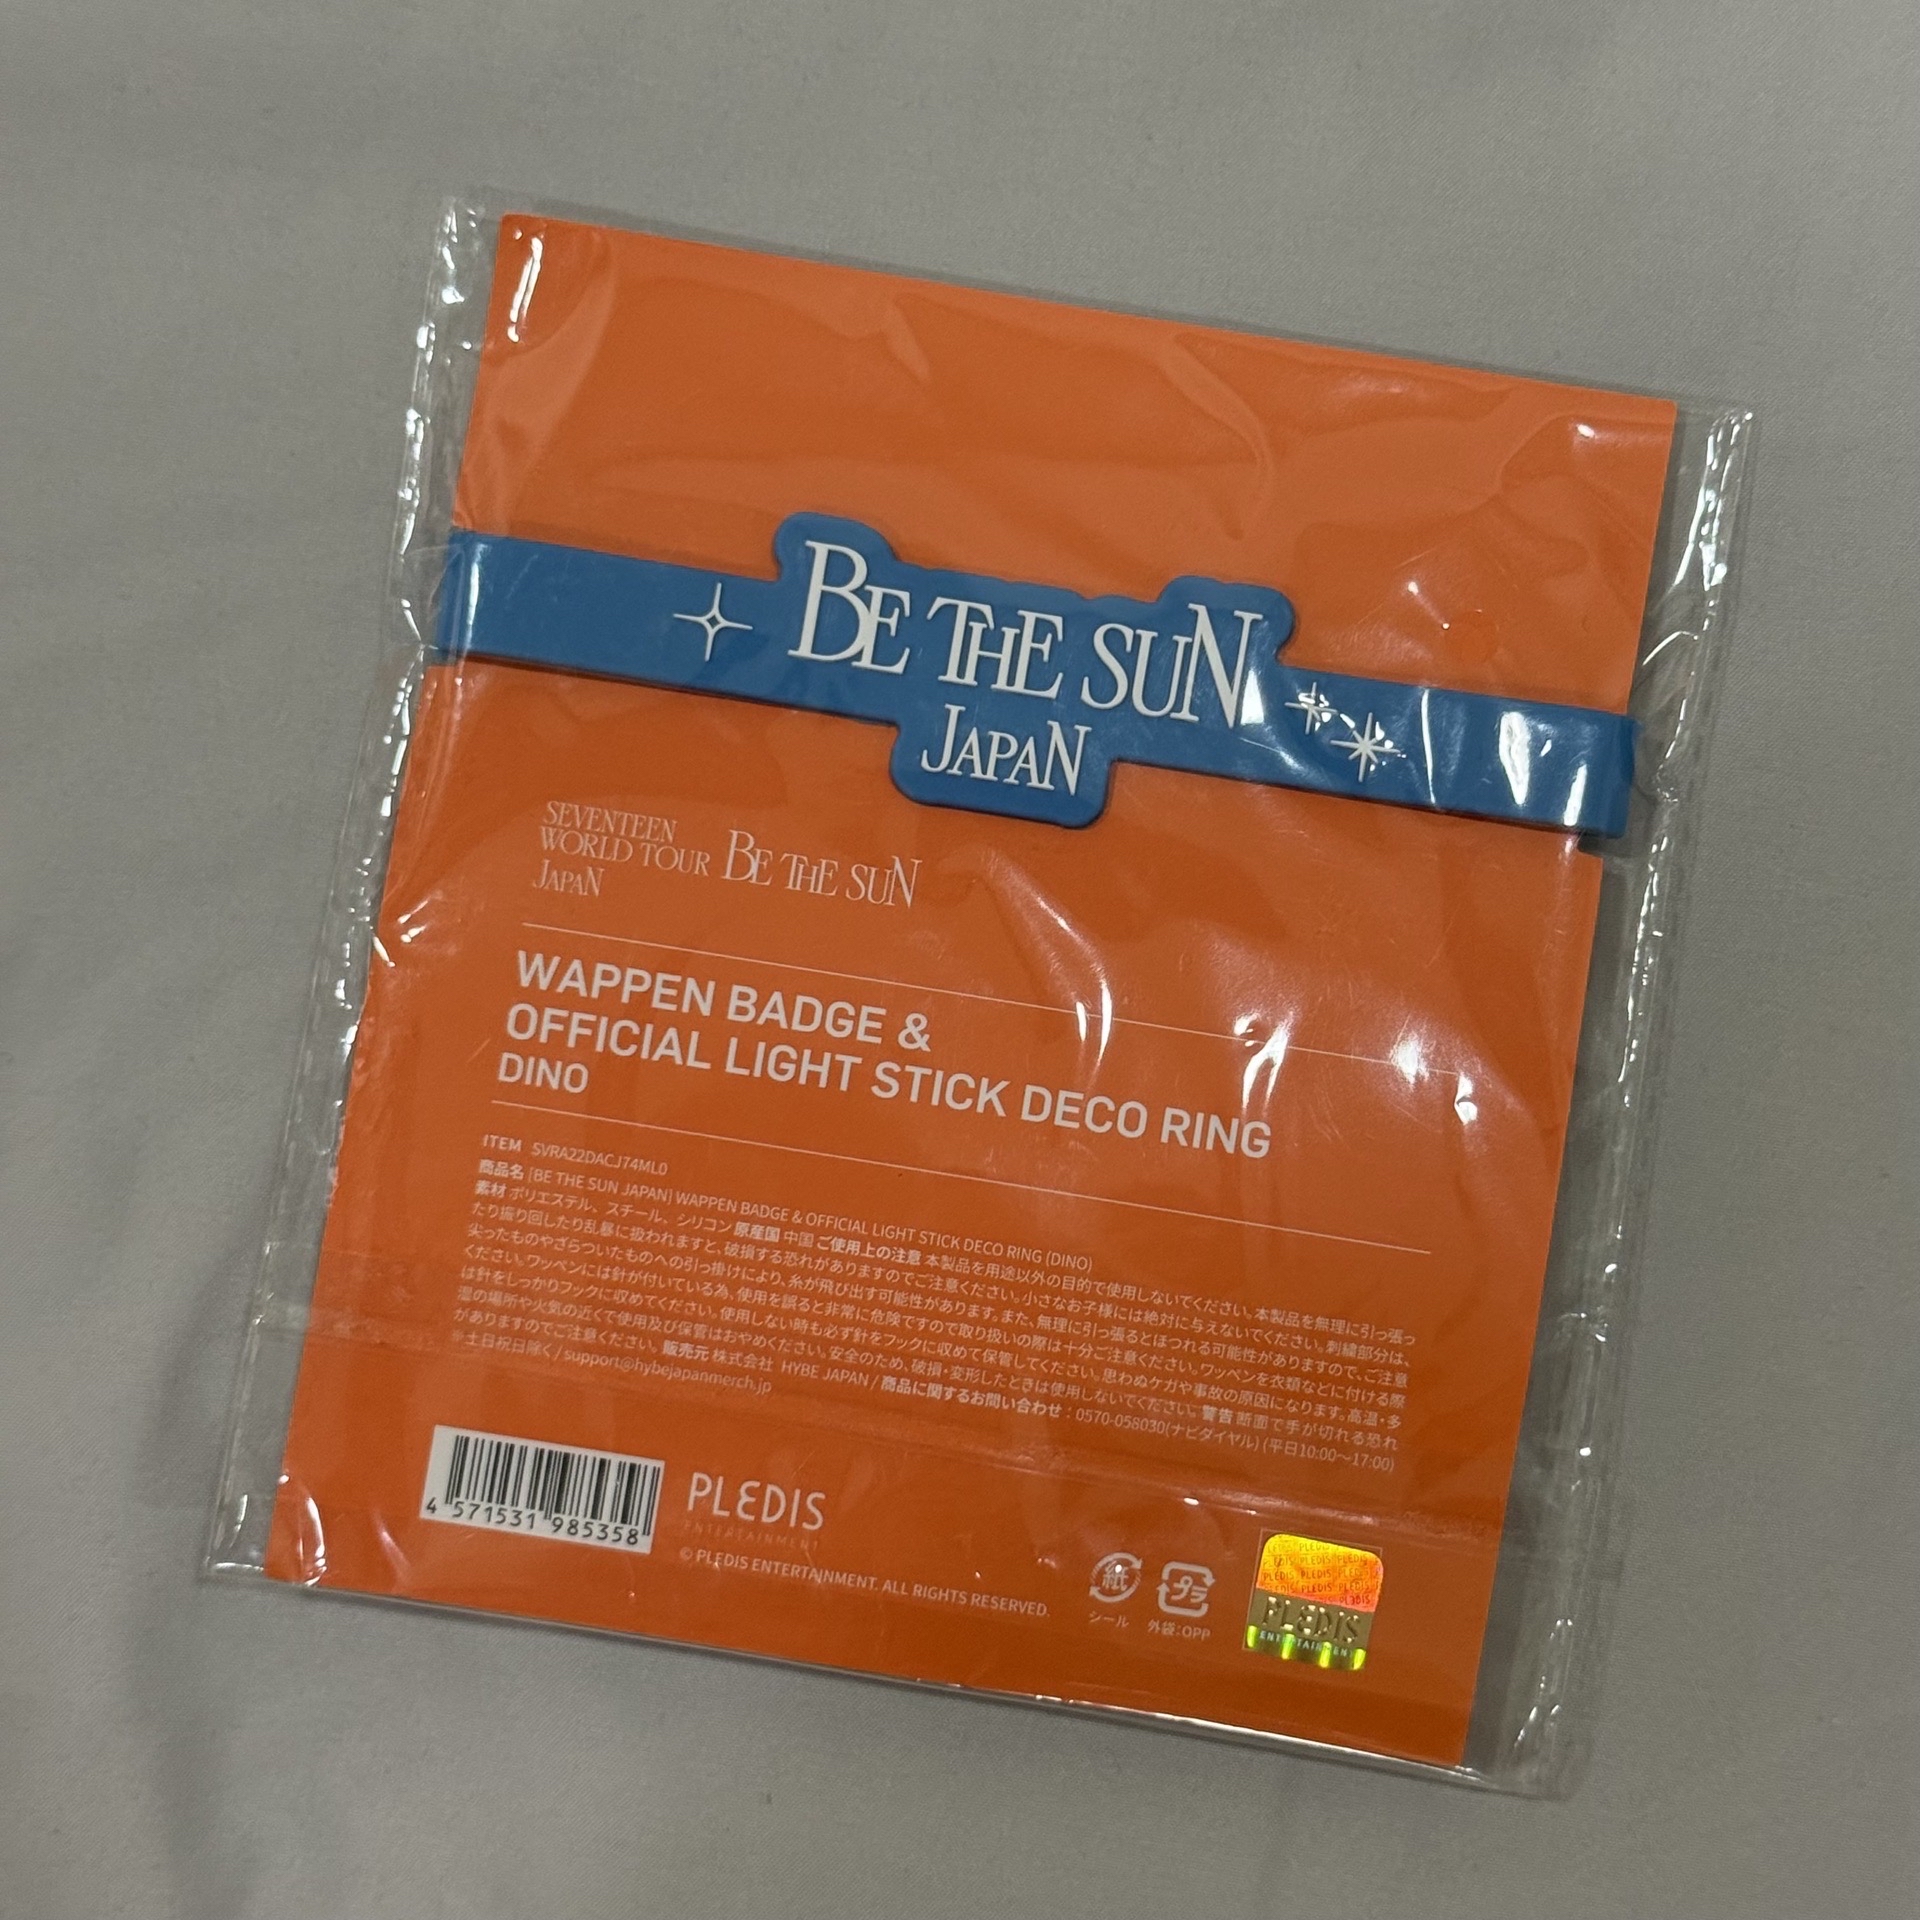 BE THE SUN
JAPAN
SEVENTEEN
WORLD TOUR BE THE SUN
JAPAN
WAPPEN BADGE &
OFFICIAL LIGHT STICK DECO RING
DINO
ITEM SVRA22DACJ74ML0
商品名 [BE THE SUN JAPAN] WAPPEN BADGE & OFFICIAL LIGHT STICK DECO RING (DINO)
素材 ポリエステル、スチール、シリコン 原産国 中国 ご使用上の注意 本製品を用途以外の目的で使用しないでください。本製品を無理に引っ張っ
たり振り回したり乱暴に扱われますと、破損する恐れがありますのでご注意ください。小さなお子様には絶対に与えないでください。刺繍部分は、
尖ったものやざらついたものへの引っ掛けにより、糸が飛び出す可能性があります。また、無理に引っ張るとほつれる可能性がありますので、ご注意
ください。ワッペンには針が付いている為、使用を誤ると非常に危険ですので取り扱いの際は十分ご注意ください。ワッペンを衣類などに付ける際
は針をしっかりフックに収めてください。使用しない時も必ず針をフックに収めて保管してください。思わぬケガや事故の原因になります。高温・多
湿の場所や火気の近くで使用及び保管はおやめください。安全のため、破損・変形したときは使用しないでください。警告 断面で手が切れる恐れ
がありますのでご注意ください。販売元 株式会社 HYBE JAPAN / 商品に関するお問い合わせ：0570-058030(ナビダイヤル) (平日10:00〜17:00)
※土日祝日除く / support@hybejapanmerch.jp
4 571531 985358
PLEDIS
ENTERTAINMENT
© PLEDIS ENTERTAINMENT. ALL RIGHTS RESERVED.
紙
シール
プラ
外袋:OPP
PLEDIS
ENTERTAINMENT